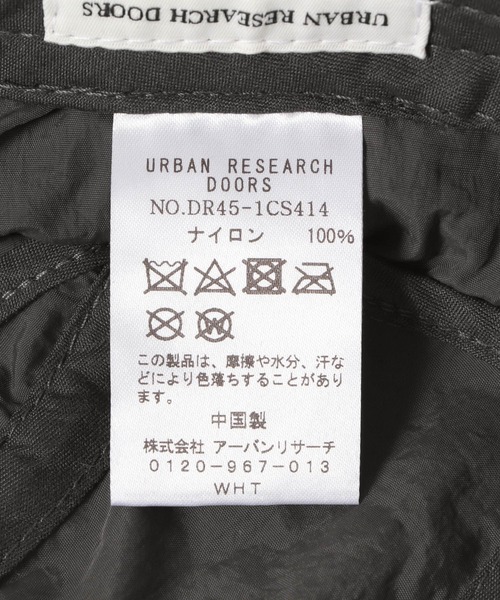 URBAN RESEARCH DOORS
URBAN RESEARCH
DOORS
NO.DR45-1CS414
ナイロン 100%
この製品は、摩擦や水分、汗な
どにより色落ちすることがあり
ます。
中国製
株式会社 アーバンリサーチ
0120-967-013
WHT